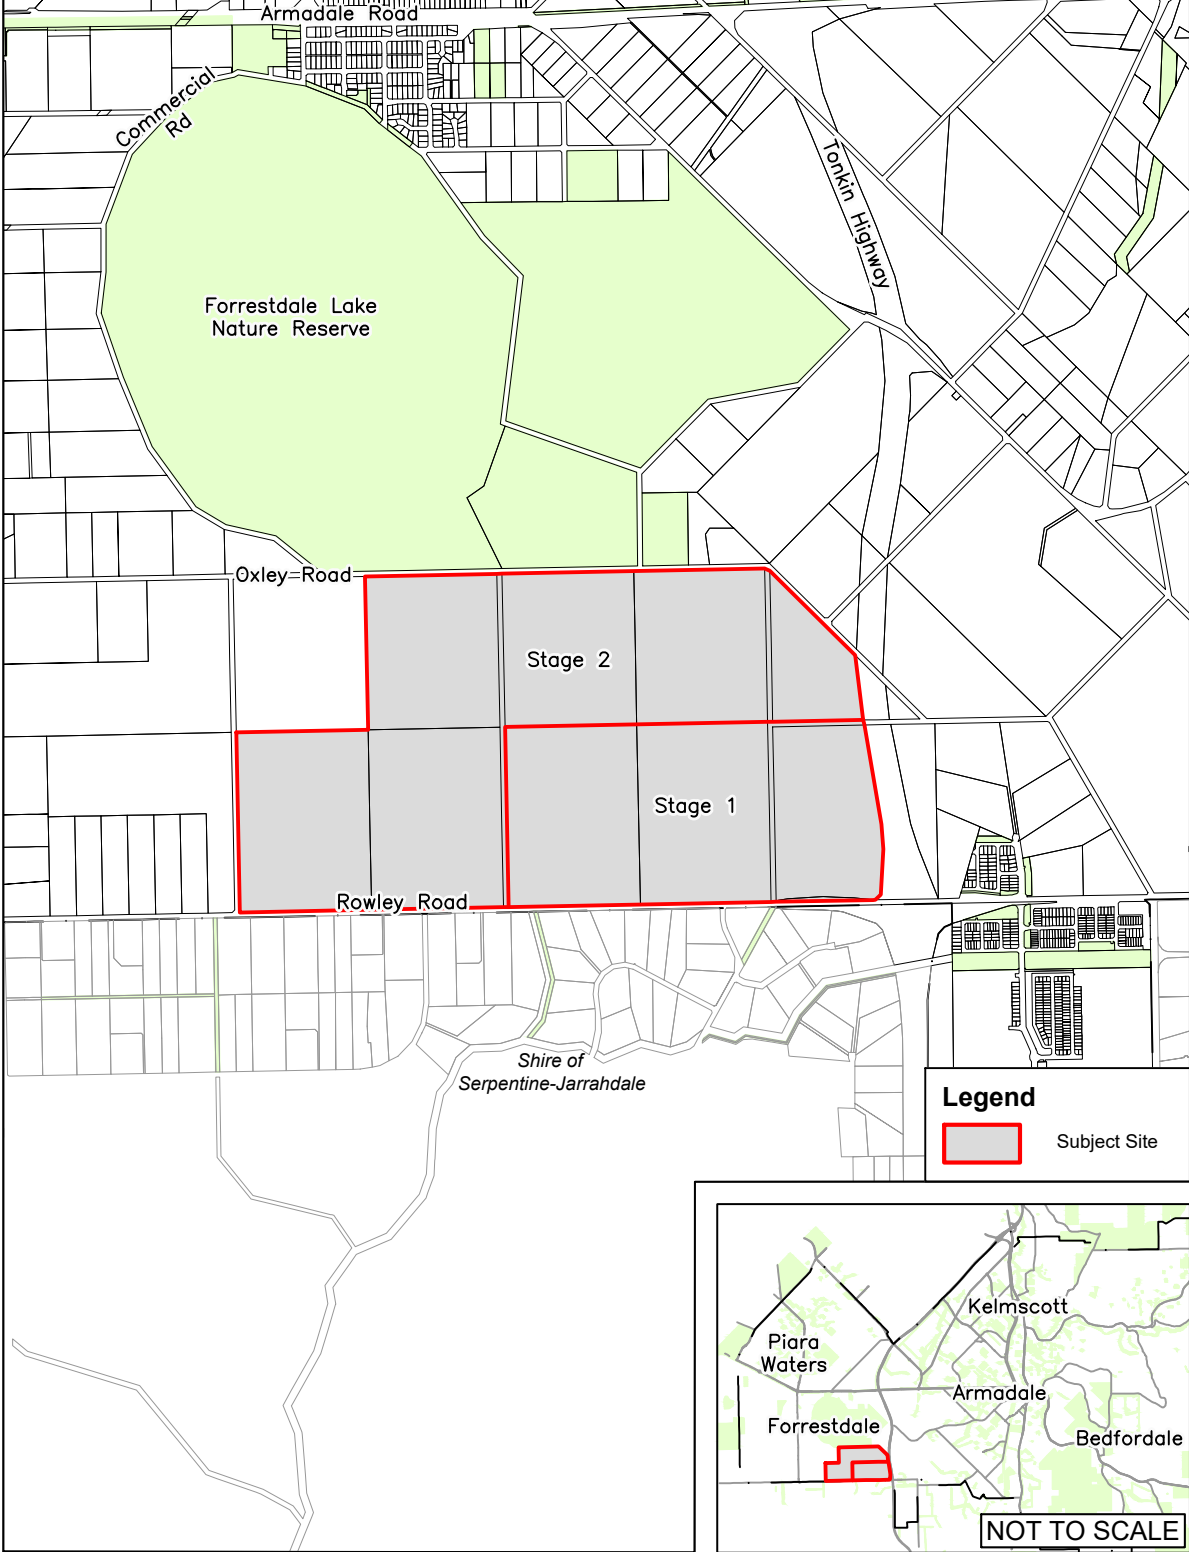 Armadale Road
Commercial
Rd
Tonkin Highway
Forrestdale Lake
Nature Reserve
Oxley Road
Stage 2
Stage 1
Rowley Road
Shire of
Serpentine-Jarrahdale
Legend
Subject Site
Kelmscott
Piara
Waters
Armadale
Forrestdale
Bedfordale
NOT TO SCALE